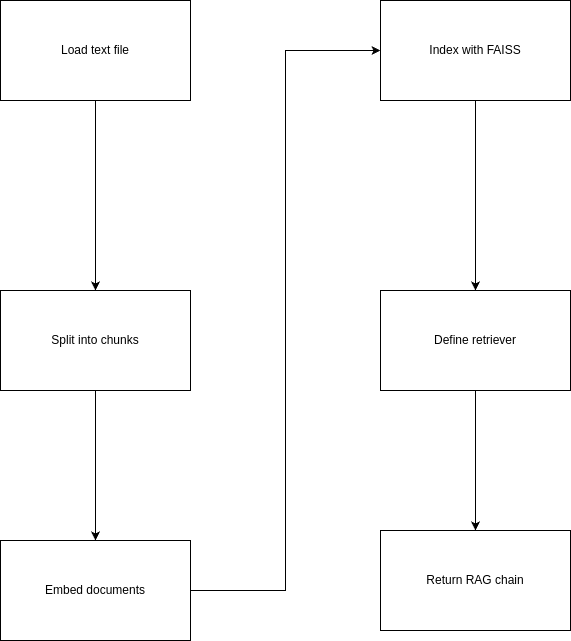 Load text file
Split into chunks
Embed documents
Index with FAISS
Define retriever
Return RAG chain